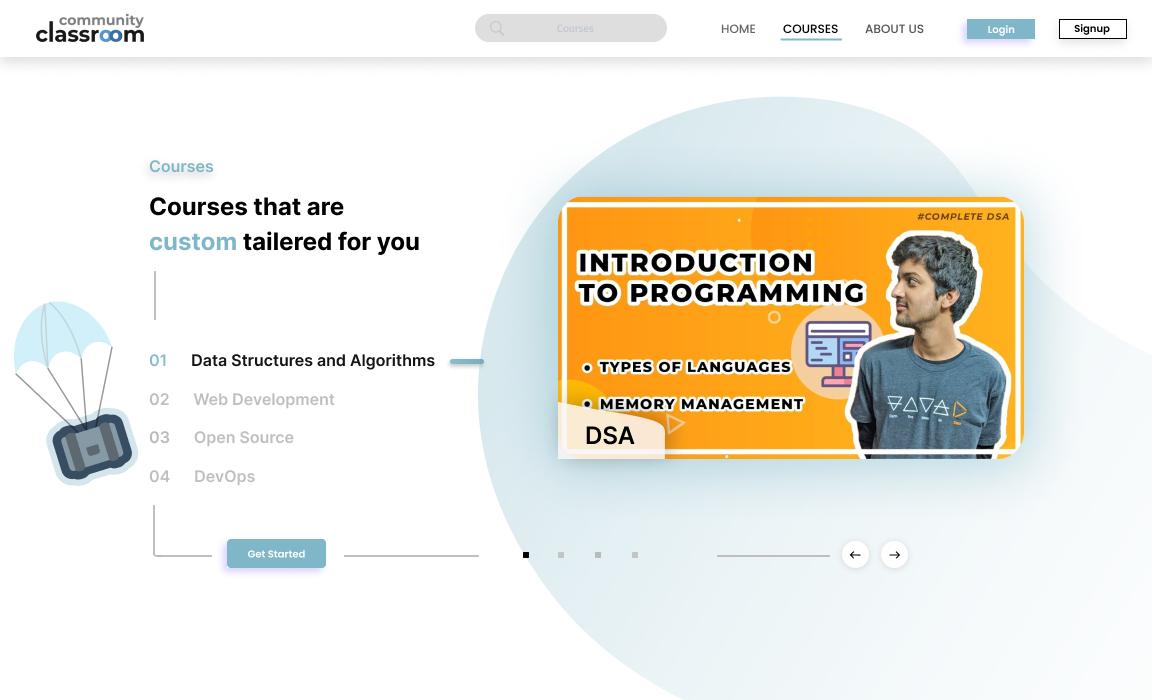 community
classroom
Courses
HOME
COURSES
ABOUT US
Login
Signup
Courses
Courses that are
custom tailered for you
01 Data Structures and Algorithms
02 Web Development
03 Open Source
04 DevOps
Get Started
#COMPLETE DSA
INTRODUCTION
TO PROGRAMMING
• TYPES OF LANGUAGES
• MEMORY MANAGEMENT
DSA